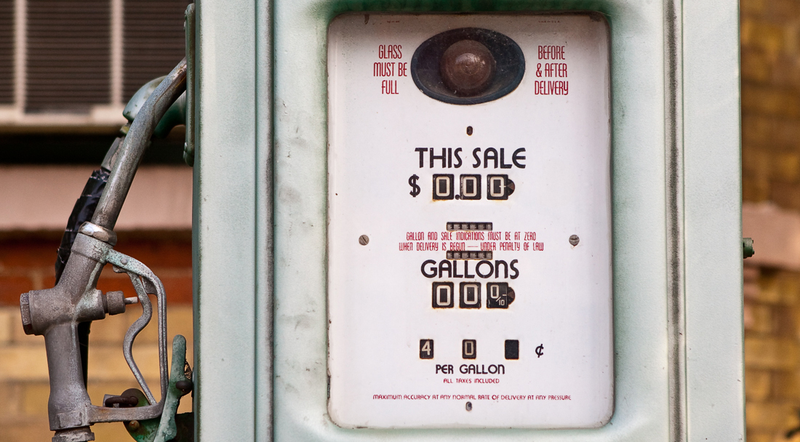 GLASS
MUST BE
FULL
BEFORE
& AFTER
DELIVERY
THIS SALE
$ 0.00
GALLON AND SALE INDICATIONS MUST BE AT ZERO
WHEN DELIVERY IS BEGUN — UNDER PENALTY OF LAW
GALLONS
000
4 0 ¢
PER GALLON
ALL TAXES INCLUDED
MAXIMUM ACCURACY AT ANY NORMAL RATE OF DELIVERY AT ANY PRESSURE